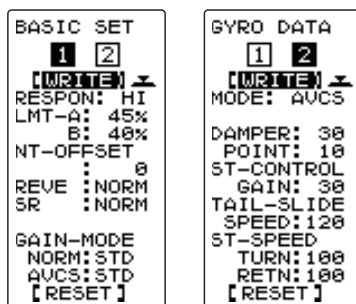 BASIC SET
1 2
[WRITE]
RESPON: HI
LMT-A: 45%
B: 40%
NT-OFFSET
: 0
REVE :NORM
SR :NORM
GAIN-MODE
NORM:STD
AVCS:STD
[RESET]
GYRO DATA
1 2
[WRITE]
MODE: AVCS
DAMPER: 30
POINT: 10
ST-CONTROL
GAIN: 30
TAIL-SLIDE
SPEED:120
ST-SPEED
TURN:100
RETN:100
[RESET]